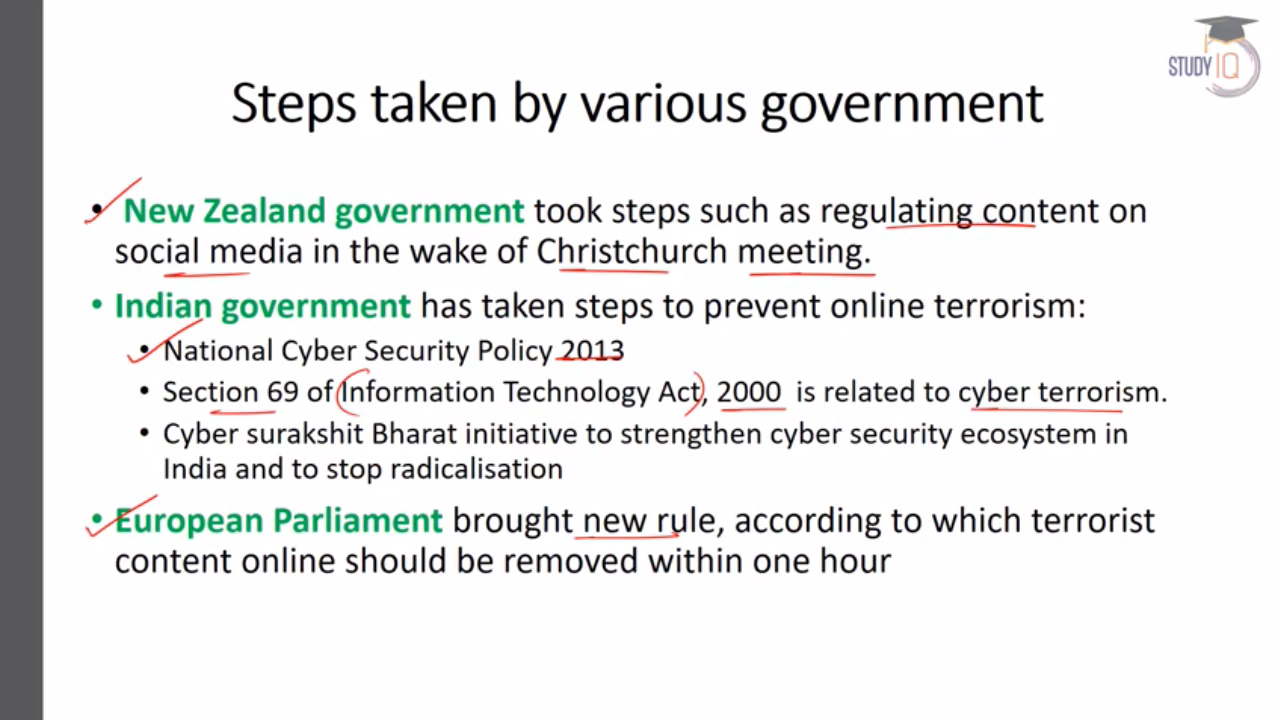 STUDY IQ
Steps taken by various government
• New Zealand government took steps such as regulating content on
social media in the wake of Christchurch meeting.
• Indian government has taken steps to prevent online terrorism:
• National Cyber Security Policy 2013
• Section 69 of Information Technology Act, 2000 is related to cyber terrorism.
• Cyber surakshit Bharat initiative to strengthen cyber security ecosystem in
India and to stop radicalisation
• European Parliament brought new rule, according to which terrorist
content online should be removed within one hour